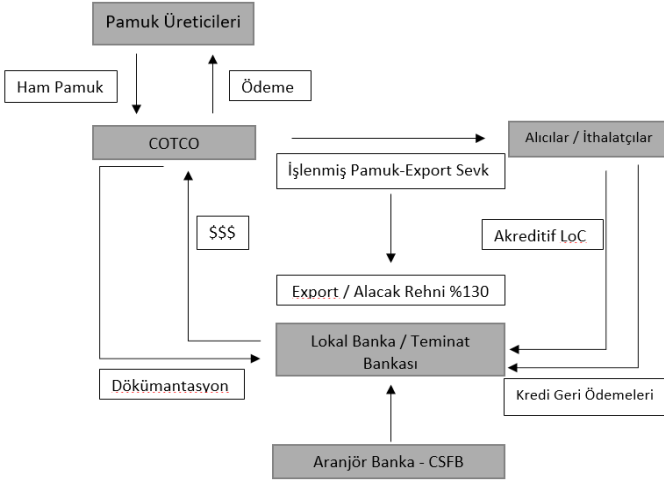 Pamuk Üreticileri
Ham Pamuk
Ödeme
COTCO
Alıcılar / İthalatçılar
İşlenmiş Pamuk-Export Sevk
$$$
Akreditif LoC
Export / Alacak Rehni %130
Lokal Banka / Teminat
Bankası
Dökümantasyon
Kredi Geri Ödemeleri
Aranjör Banka - CSFB